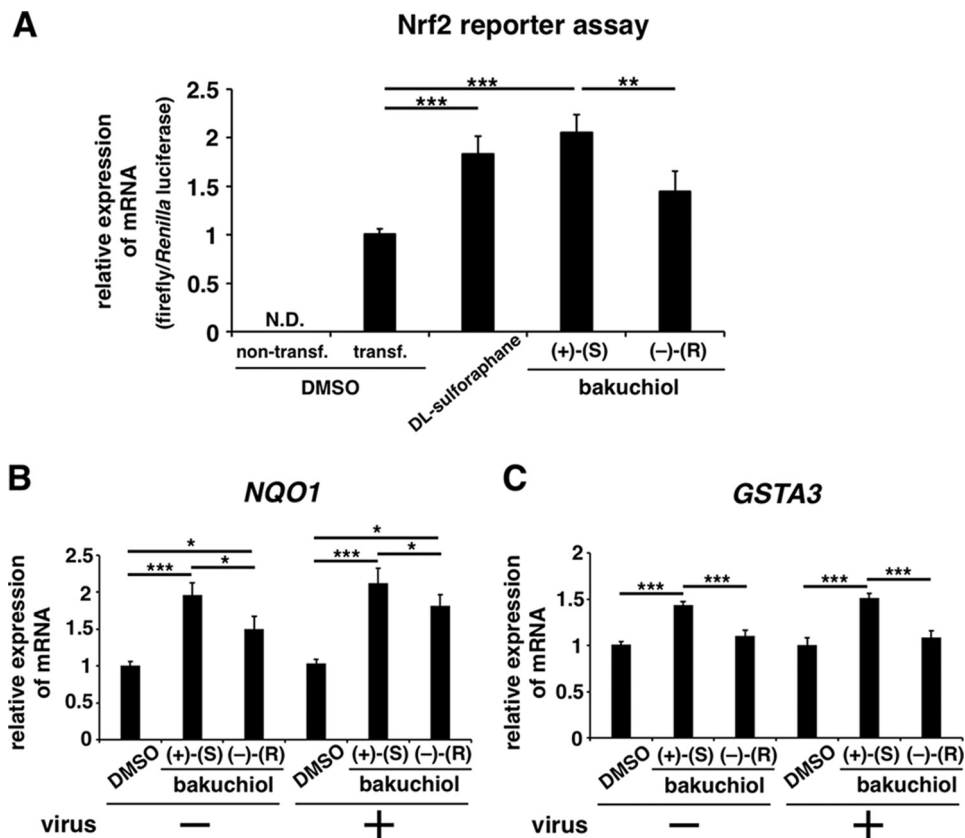 A
Nrf2 reporter assay
relative expression
of mRNA
(firefly/Renilla luciferase)
2.5
2
1.5
1
0.5
0
***
***
**
N.D.
non-transf.
transf.
DMSO
DL-sulforaphane
(+)-(S)
(–)-(R)
bakuchiol
B
NQO1
relative expression
of mRNA
2.5
2
1.5
1
0.5
0
*
***
*
*
***
*
DMSO
(+)-(S)
(–)-(R)
bakuchiol
DMSO
(+)-(S)
(–)-(R)
bakuchiol
virus
–
+
C
GSTA3
relative expression
of mRNA
2
1.5
1
0.5
0
***
***
***
***
DMSO
(+)-(S)
(–)-(R)
bakuchiol
DMSO
(+)-(S)
(–)-(R)
bakuchiol
virus
–
+